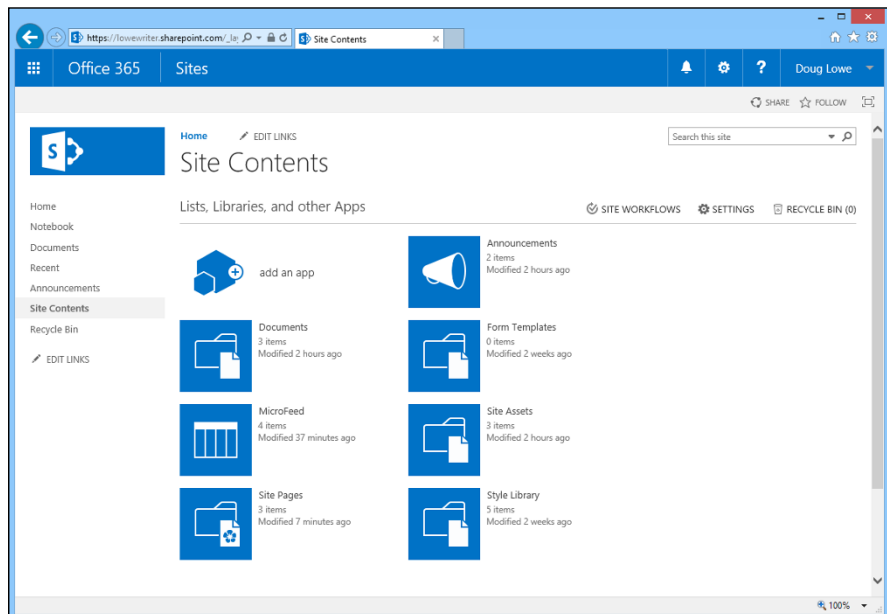 https://lowewriter.sharepoint.com/_la
Site Contents
Office 365
Sites
?
Doug Lowe
SHARE
FOLLOW
S
Home
EDIT LINKS
Search this site
Site Contents
Home
Notebook
Documents
Recent
Announcements
Site Contents
Recycle Bin
EDIT LINKS
Lists, Libraries, and other Apps
SITE WORKFLOWS
SETTINGS
RECYCLE BIN (0)
add an app
Announcements
2 items
Modified 2 hours ago
Documents
3 items
Modified 2 hours ago
Form Templates
0 items
Modified 2 weeks ago
MicroFeed
4 items
Modified 37 minutes ago
Site Assets
3 items
Modified 2 hours ago
Site Pages
3 items
Modified 7 minutes ago
Style Library
5 items
Modified 2 weeks ago
100%